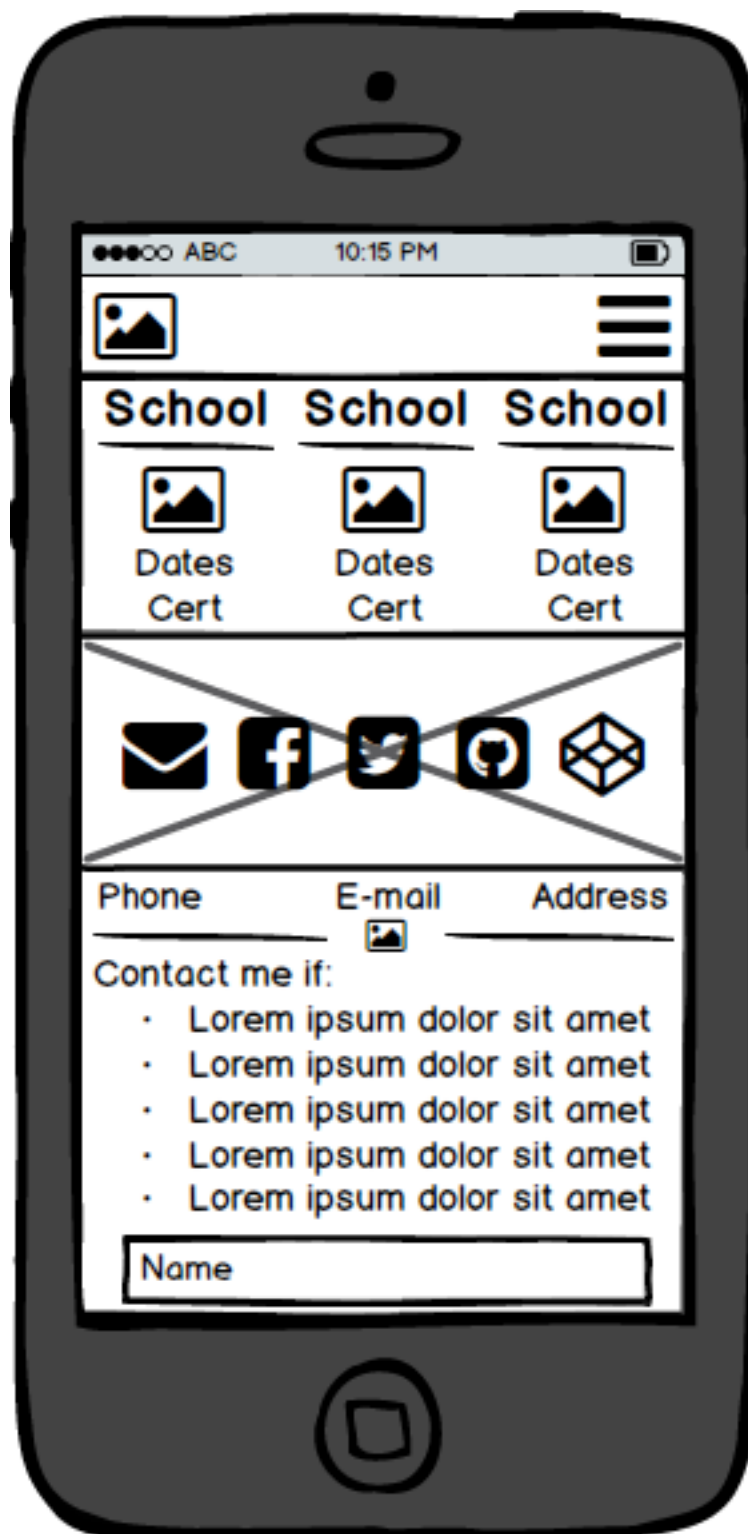 ABC 10:15 PM
School School School
Dates Dates Dates
Cert Cert Cert
Phone E-mail Address
Contact me if:
· Lorem ipsum dolor sit amet
· Lorem ipsum dolor sit amet
· Lorem ipsum dolor sit amet
· Lorem ipsum dolor sit amet
· Lorem ipsum dolor sit amet
Name